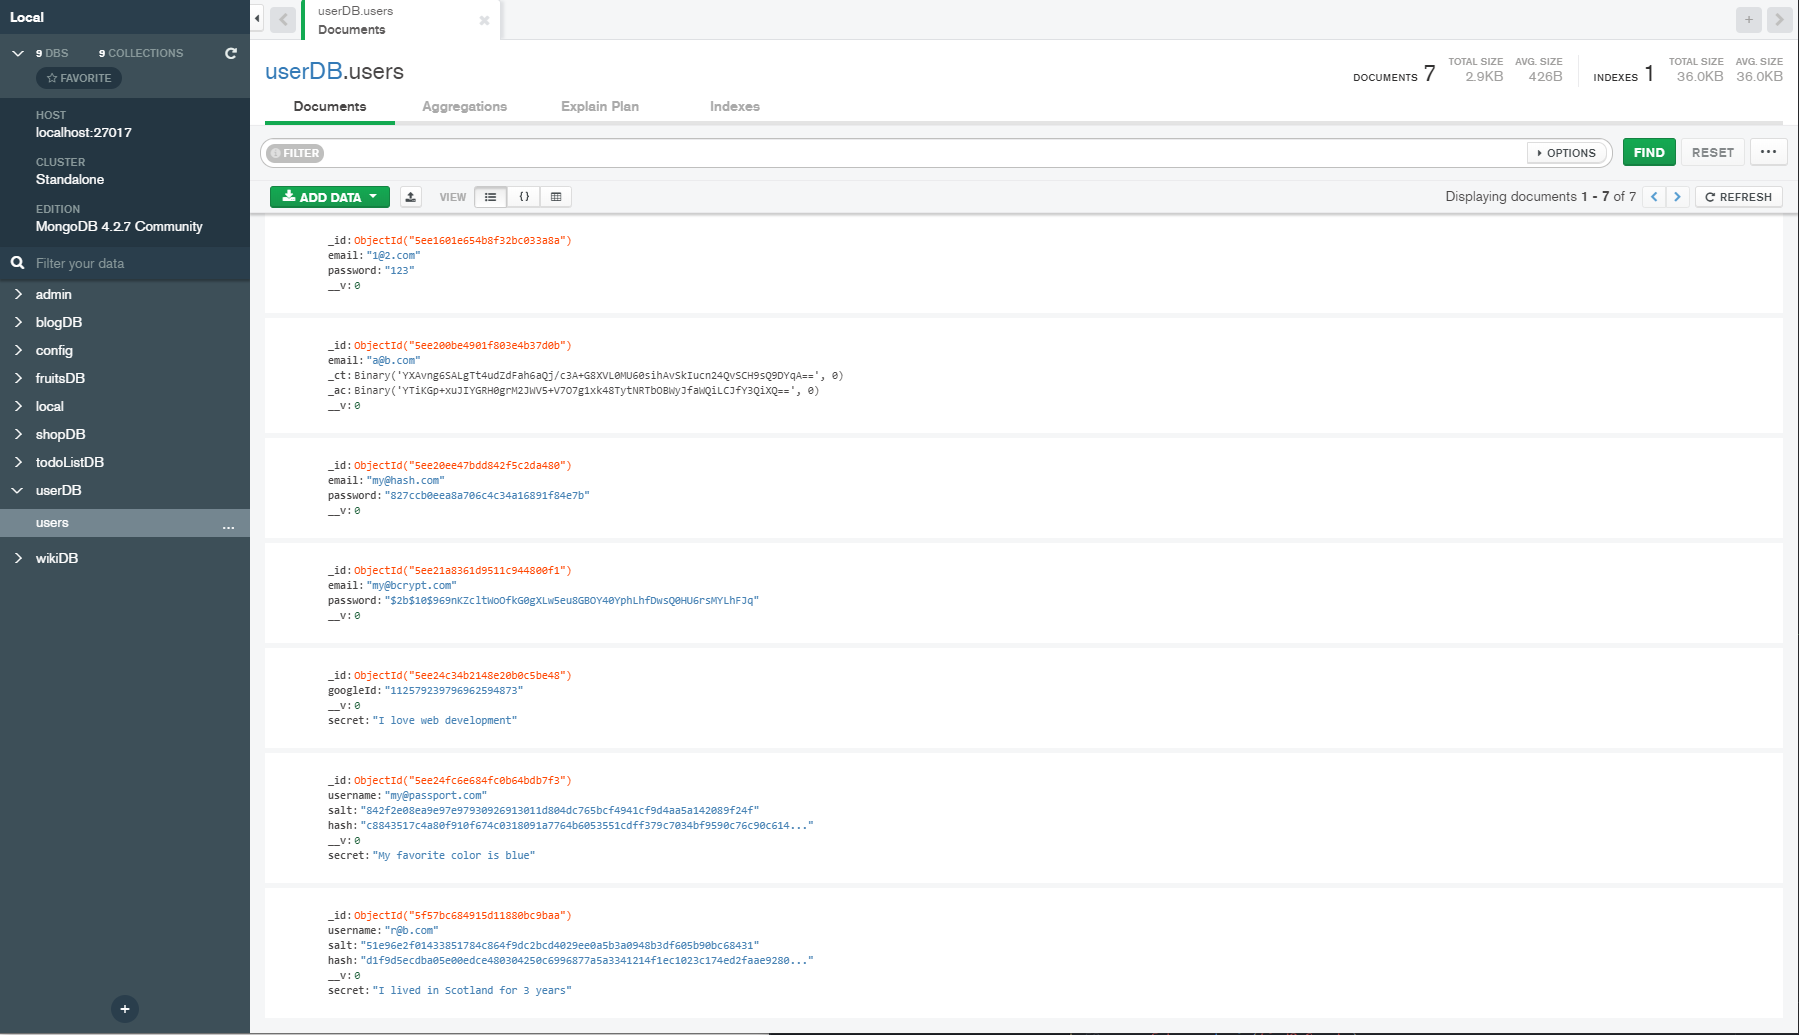 Local
9 DBS 9 COLLECTIONS
FAVORITE
HOST
localhost:27017
CLUSTER
Standalone
EDITION
MongoDB 4.2.7 Community
Filter your data
admin
blogDB
config
fruitsDB
local
shopDB
todoListDB
userDB
users ...
wikiDB
+
userDB.users
Documents
userDB.users
DOCUMENTS 7 TOTAL SIZE 2.9KB AVG. SIZE 426B INDEXES 1 TOTAL SIZE 36.0KB AVG. SIZE 36.0KB
Documents Aggregations Explain Plan Indexes
FILTER OPTIONS FIND RESET ...
ADD DATA VIEW {} Displaying documents 1 - 7 of 7 < > REFRESH
_id:ObjectId("5ee1601e654b8f32bc033a8a")
email:"1@2.com"
password:"123"
__v:0
_id:ObjectId("5ee200be4901f803e4b37d0b")
email:"a@b.com"
_ct:Binary('YXAvng6SALgTt4udZdFah6aQj/c3A+G8XVL0MU60sihAvSkIucn24QvSCH9sQ9DYqA==', 0)
_ac:Binary('YTiKGp+xuJIYGRH0grM2JWV5+V7O7g1xk48TytNRTbOBWyJfaWQiLCJfY3QiXQ==', 0)
__v:0
_id:ObjectId("5ee20ee47bdd842f5c2da480")
email:"my@hash.com"
password:"827ccb0eea8a706c4c34a16891f84e7b"
__v:0
_id:ObjectId("5ee21a8361d9511c944800f1")
email:"my@bcrypt.com"
password:"$2b$10$969nKZcltWoOfkG0gXLw5eu8GBOY40YphLhfDwsQ0HU6rsMYLhFJq"
__v:0
_id:ObjectId("5ee24c34b2148e20b0c5be48")
googleId:"112579239796962594873"
__v:0
secret:"I love web development"
_id:ObjectId("5ee24fc6e684fc0b64bdb7f3")
username:"my@passport.com"
salt:"842f2e08ea9e97e97930926913011d804dc765bcf4941cf9d4aa5a142089f24f"
hash:"c8843517c4a80f910f674c0318091a7764b6053551cdff379c7034bf9590c76c90c614..."
__v:0
secret:"My favorite color is blue"
_id:ObjectId("5f57bc684915d11880bc9baa")
username:"r@b.com"
salt:"51e96e2f01433851784c864f9dc2bcd4029ee0a5b3a0948b3df605b90bc68431"
hash:"d1f9d5ecdba05e00edce480304250c6996877a5a3341214f1ec1023c174ed2faae9280..."
__v:0
secret:"I lived in Scotland for 3 years"